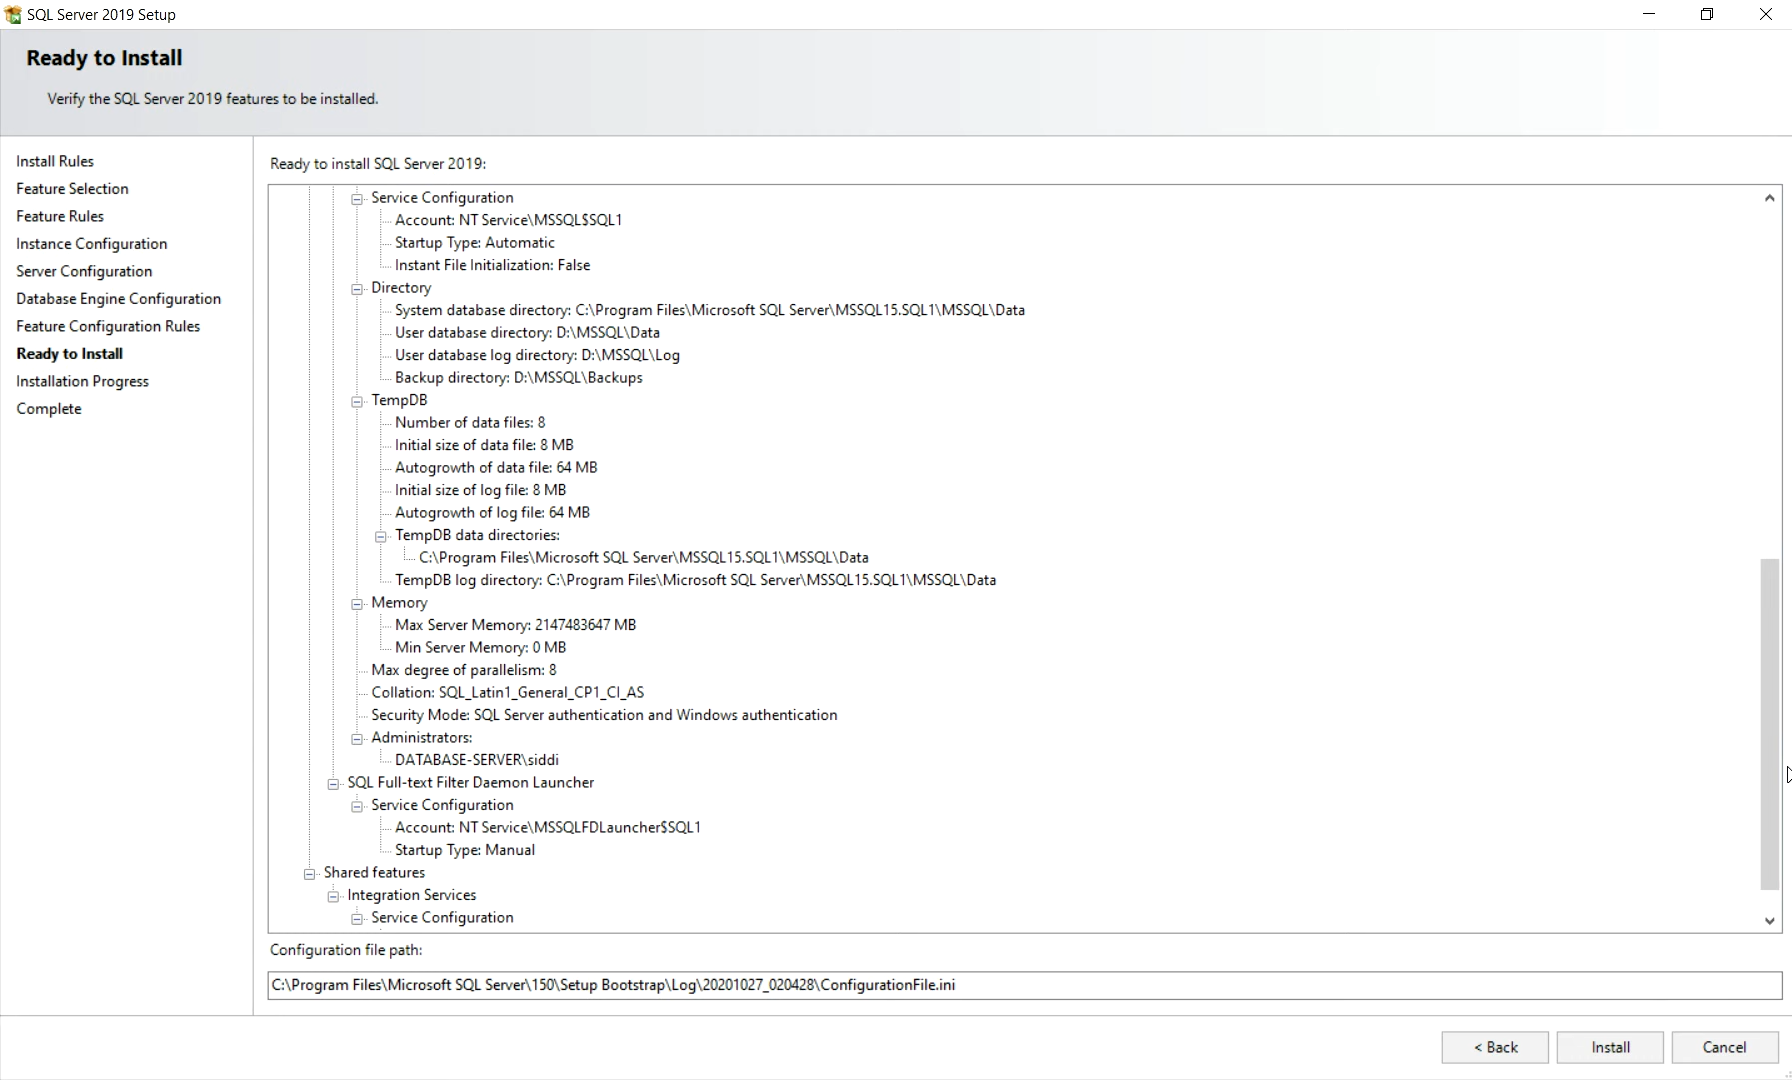 SQL Server 2019 Setup
Ready to Install
Verify the SQL Server 2019 features to be installed.
Install Rules
Feature Selection
Feature Rules
Instance Configuration
Server Configuration
Database Engine Configuration
Feature Configuration Rules
Ready to Install
Installation Progress
Complete
Ready to install SQL Server 2019:
Service Configuration
Account: NT Service\MSSQL$SQL1
Startup Type: Automatic
Instant File Initialization: False
Directory
System database directory: C:\Program Files\Microsoft SQL Server\MSSQL15.SQL1\MSSQL\Data
User database directory: D:\MSSQL\Data
User database log directory: D:\MSSQL\Log
Backup directory: D:\MSSQL\Backups
TempDB
Number of data files: 8
Initial size of data file: 8 MB
Autogrowth of data file: 64 MB
Initial size of log file: 8 MB
Autogrowth of log file: 64 MB
TempDB data directories:
C:\Program Files\Microsoft SQL Server\MSSQL15.SQL1\MSSQL\Data
TempDB log directory: C:\Program Files\Microsoft SQL Server\MSSQL15.SQL1\MSSQL\Data
Memory
Max Server Memory: 2147483647 MB
Min Server Memory: 0 MB
Max degree of parallelism: 8
Collation: SQL_Latin1_General_CP1_CI_AS
Security Mode: SQL Server authentication and Windows authentication
Administrators:
DATABASE-SERVER\siddi
SQL Full-text Filter Daemon Launcher
Service Configuration
Account: NT Service\MSSQLFDLauncher$SQL1
Startup Type: Manual
Shared features
Integration Services
Service Configuration
Configuration file path:
C:\Program Files\Microsoft SQL Server\150\Setup Bootstrap\Log\20201027_020428\ConfigurationFile.ini
< Back
Install
Cancel